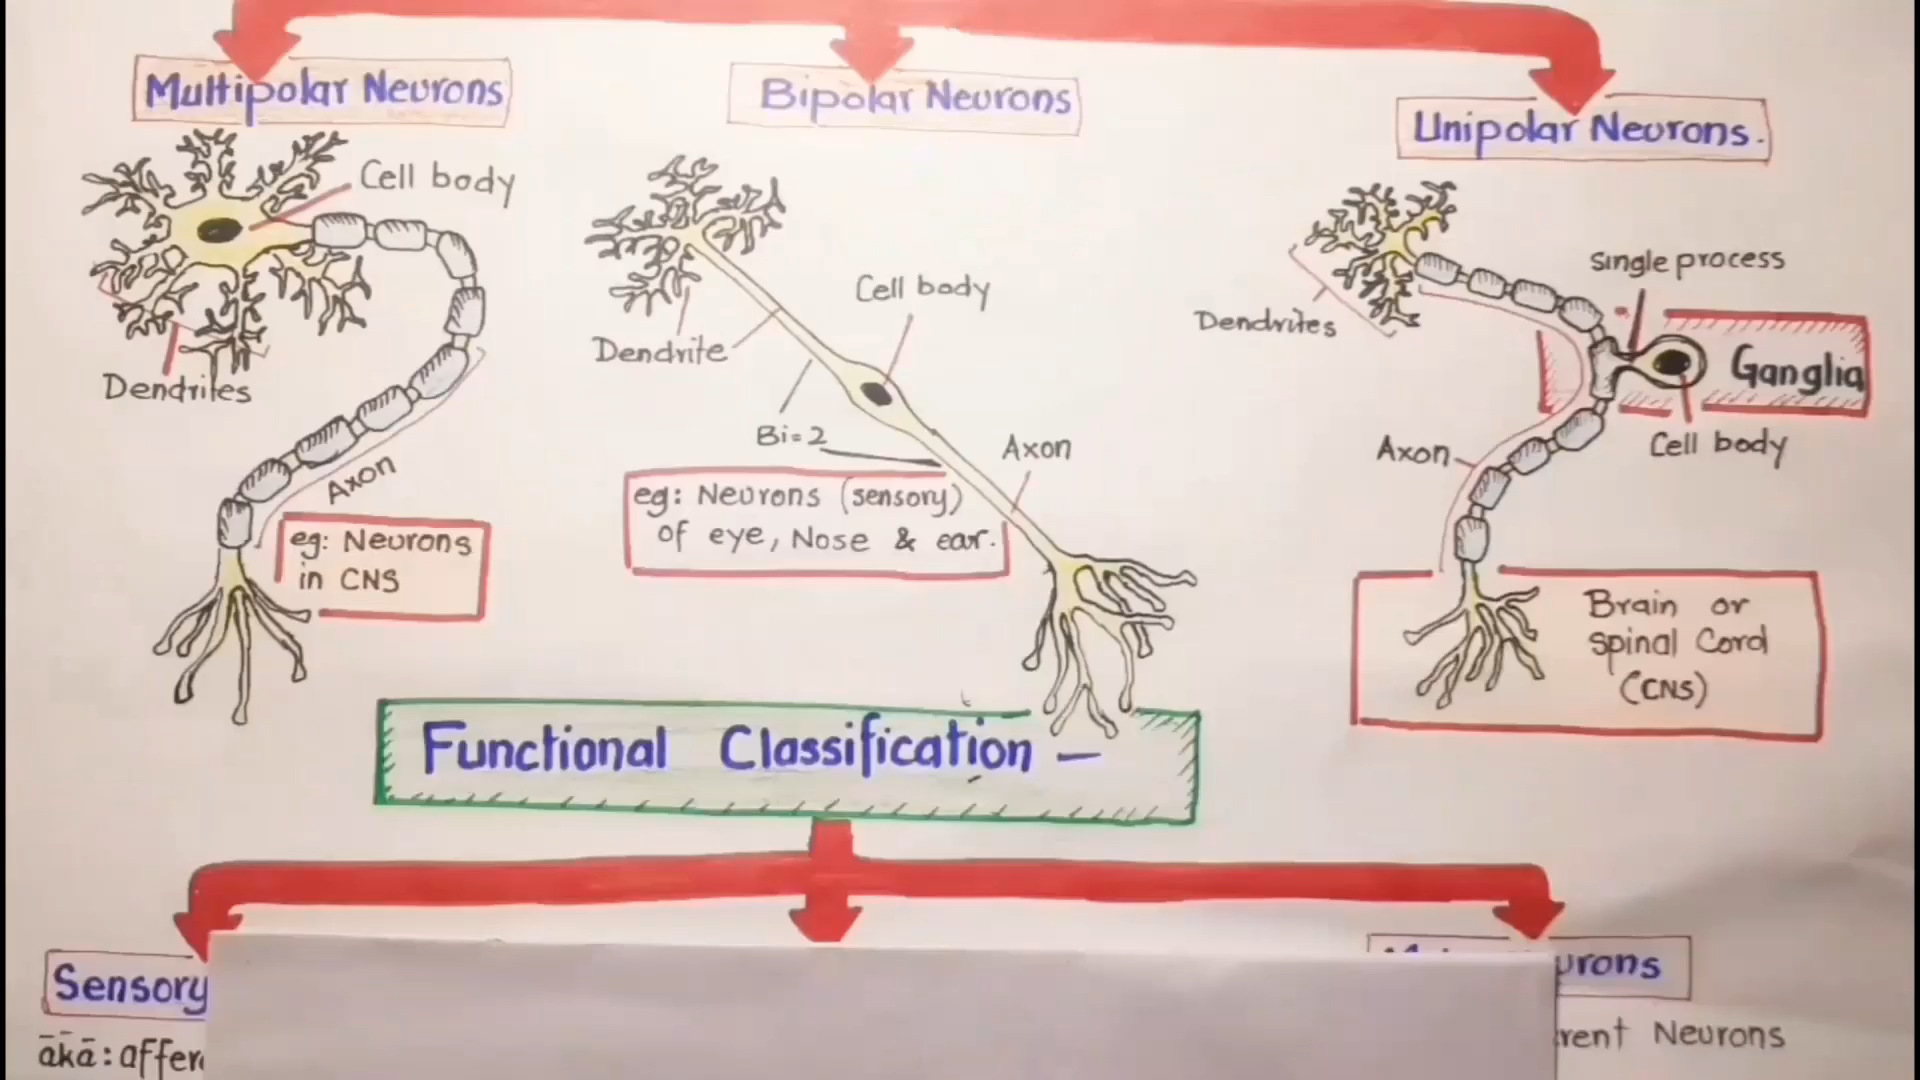 Multipolar Neurons
Cell body
Dendrites
Axon
eg: Neurons
in CNS
Bipolar Neurons
Cell body
Dendrite
Bi=2
Axon
eg: Neurons (sensory)
of eye, Nose & ear.
Unipolar Neurons.
single process
Dendrites
Ganglia
Cell body
Axon
Brain or
spinal Cord
(CNS)
Functional Classification –
Sensory
ākā: affer
urons
rent Neurons